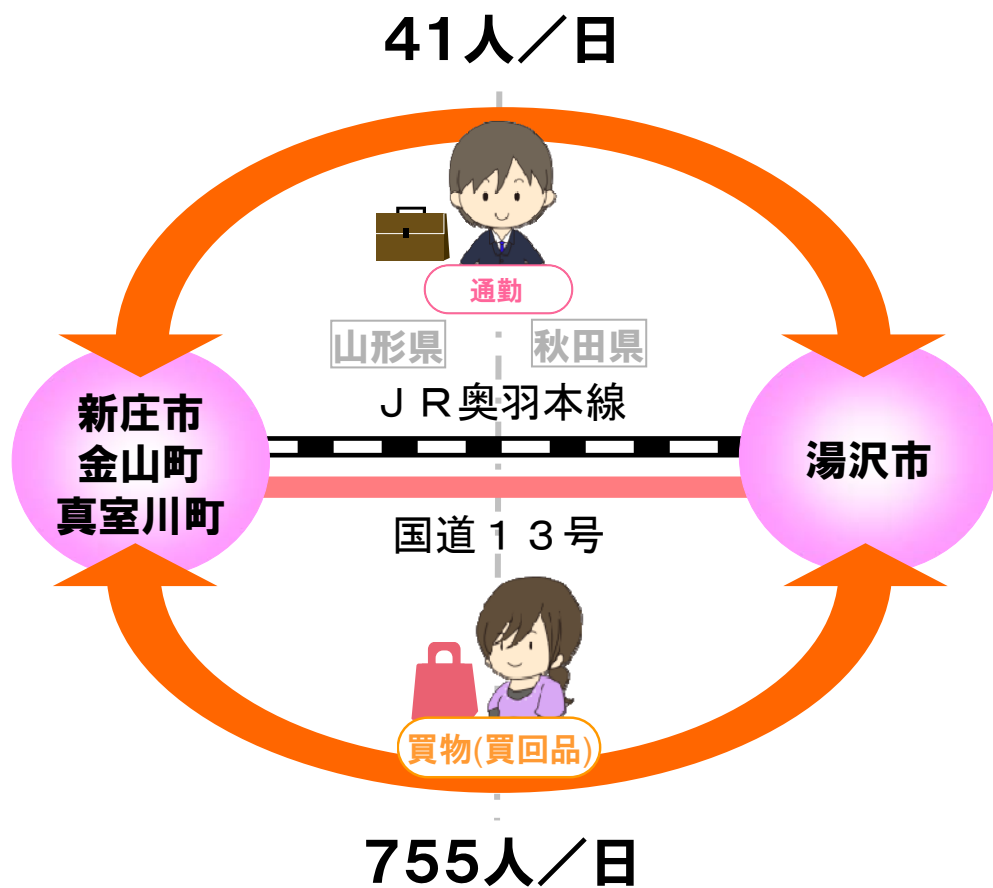 41人／日
通勤
山形県
秋田県
ＪＲ奥羽本線
新庄市
金山町
真室川町
湯沢市
国道１３号
買物(買回品)
755人／日